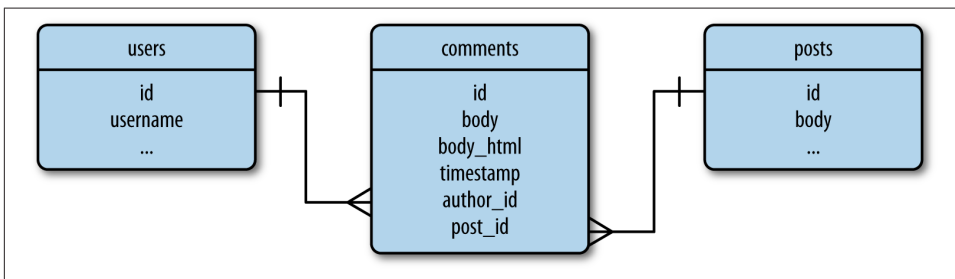 users
id
username
...
comments
id
body
body_html
timestamp
author_id
post_id
posts
id
body
...